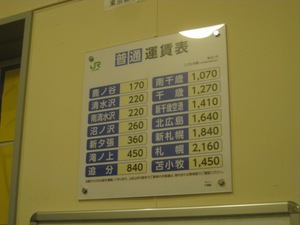 JR
普通運賃表
鹿ノ谷 170
清水沢 220
南清水沢 220
沼ノ沢 260
新夕張 360
滝ノ上 450
追分 840
南千歳 1,070
千歳 1,270
新千歳空港 1,410
北広島 1,640
新札幌 1,840
札幌 2,160
苫小牧 1,450